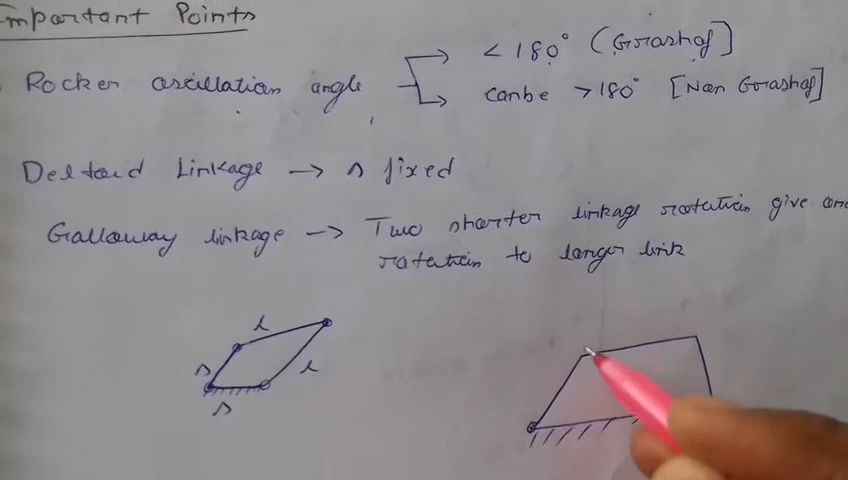 Important Points
Rocker oscillation angle
< 180° (Grashof]
can be > 180° [Non Grashof]
Deltoid Linkage → s fixed
Galloway linkage → Two shorter linkage rotation give one
rotation to longer link
l
s
l
s